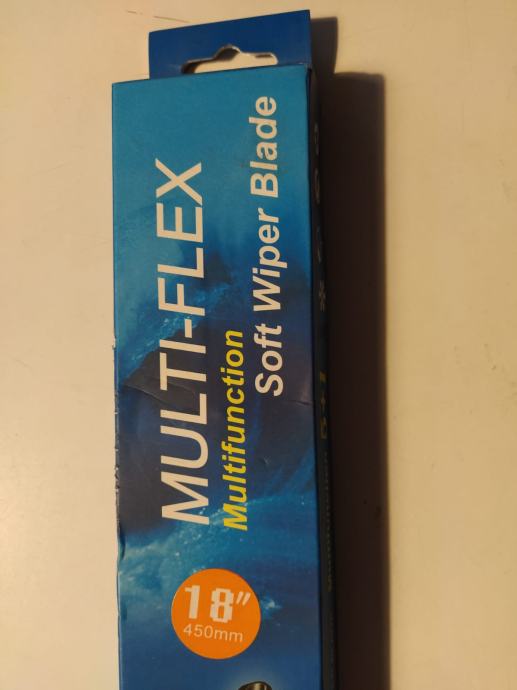 MULTI-FLEX
Multifunction
Soft Wiper Blade
18"
450mm